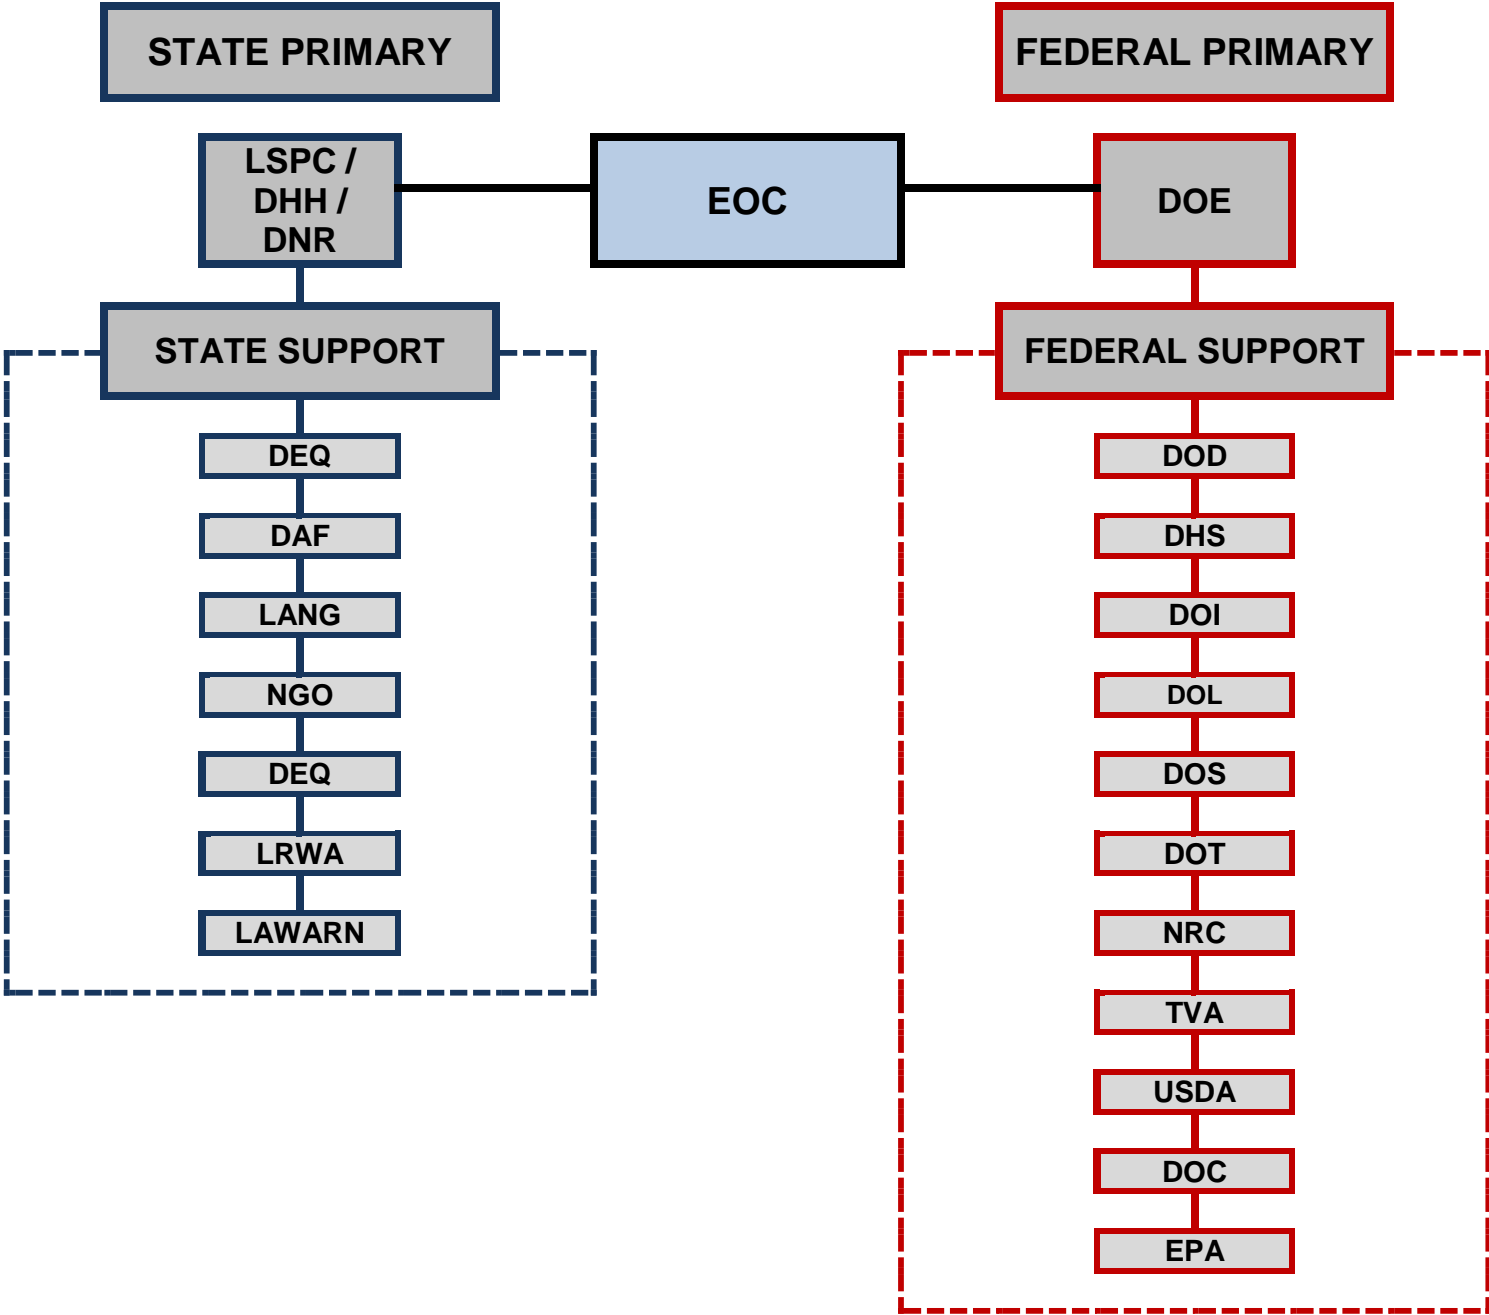 STATE PRIMARY
FEDERAL PRIMARY
LSPC /
DHH /
DNR
EOC
DOE
STATE SUPPORT
FEDERAL SUPPORT
DEQ
DAF
LANG
NGO
DEQ
LRWA
LAWARN
DOD
DHS
DOI
DOL
DOS
DOT
NRC
TVA
USDA
DOC
EPA